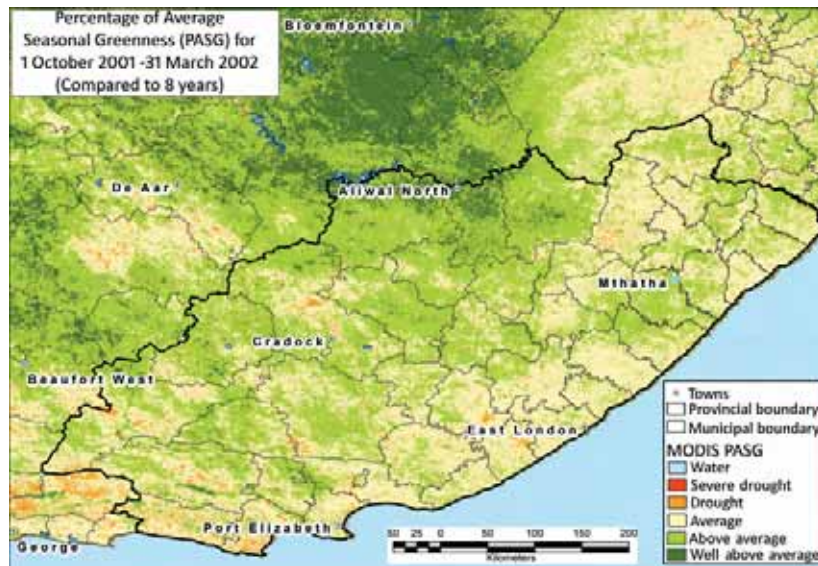 Percentage of Average
Seasonal Greenness (PASG) for
1 October 2001 -31 March 2002
(Compared to 8 years)
Bloemfontein
De Aar
Aliwal North
Mthatha
Cradock
Beaufort West
East London
Port Elizabeth
George
Towns
Provincial boundary
Municipal boundary
MODIS PASG
Water
Severe drought
Drought
Average
Above average
Well above average
50 25 0 50 100 150 200
Kilometers